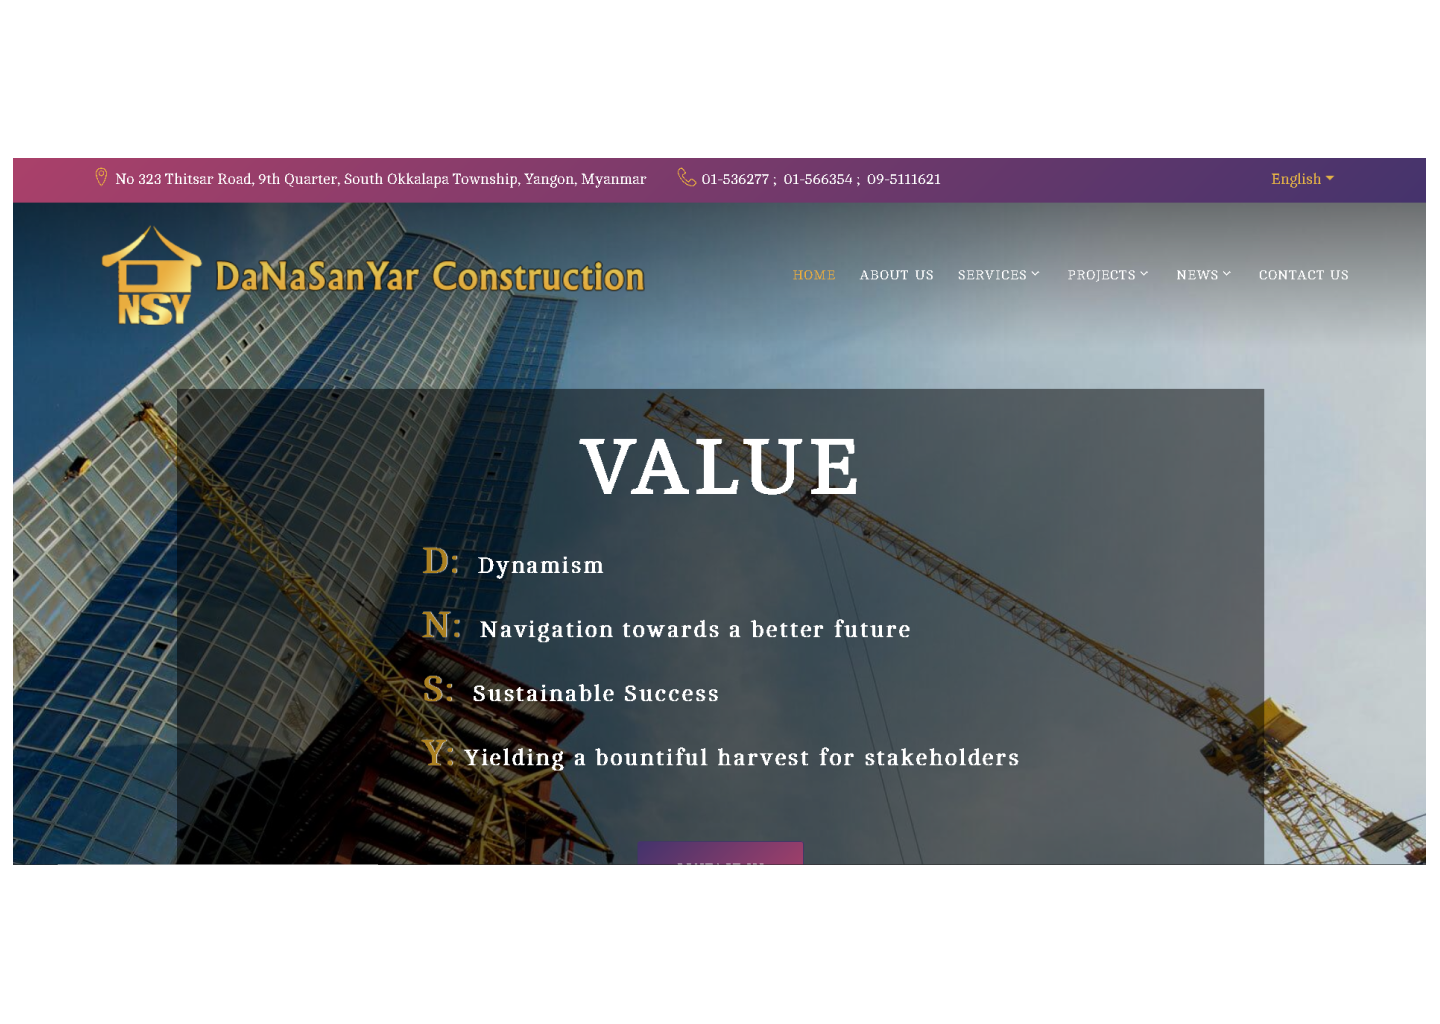 No 323 Thitsar Road, 9th Quarter, South Okkalapa Township, Yangon, Myanmar 01-536277 ; 01-566354 ; 09-5111621 English
NSY DaNaSanYar Construction
HOME ABOUT US SERVICES PROJECTS NEWS CONTACT US
VALUE
D: Dynamism
N: Navigation towards a better future
S: Sustainable Success
Y: Yielding a bountiful harvest for stakeholders